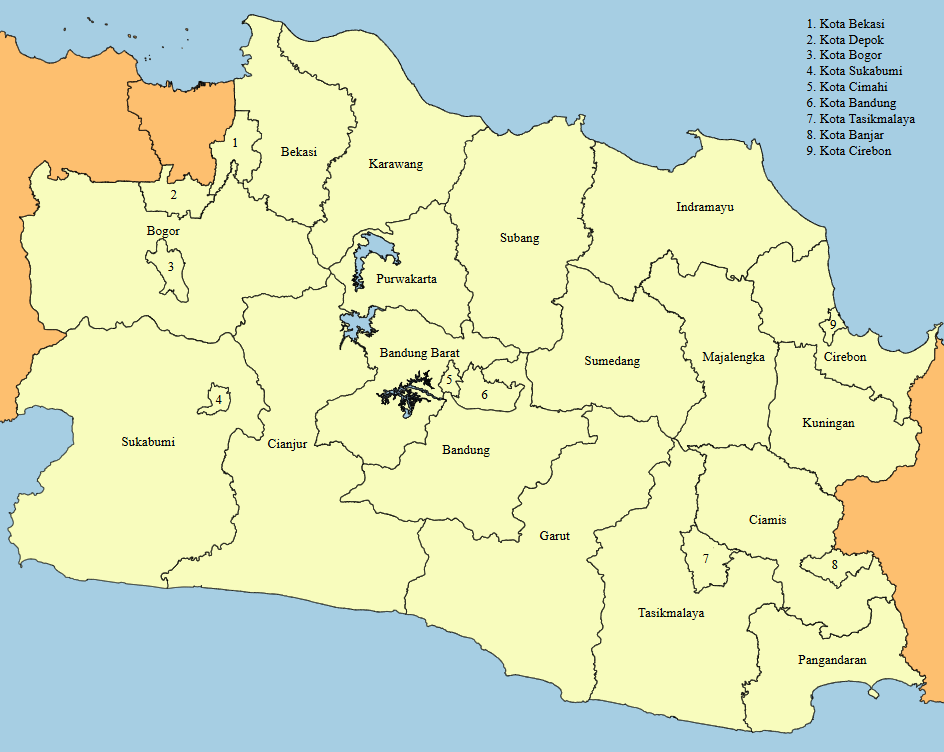 1. Kota Bekasi
2. Kota Depok
3. Kota Bogor
4. Kota Sukabumi
5. Kota Cimahi
6. Kota Bandung
7. Kota Tasikmalaya
8. Kota Banjar
9. Kota Cirebon
1
Bekasi
Karawang
2
Indramayu
Bogor
Subang
3
Purwakarta
9
Bandung Barat
Sumedang
Majalengka
Cirebon
5
6
4
Kuningan
Sukabumi
Cianjur
Bandung
Ciamis
Garut
7
8
Tasikmalaya
Pangandaran